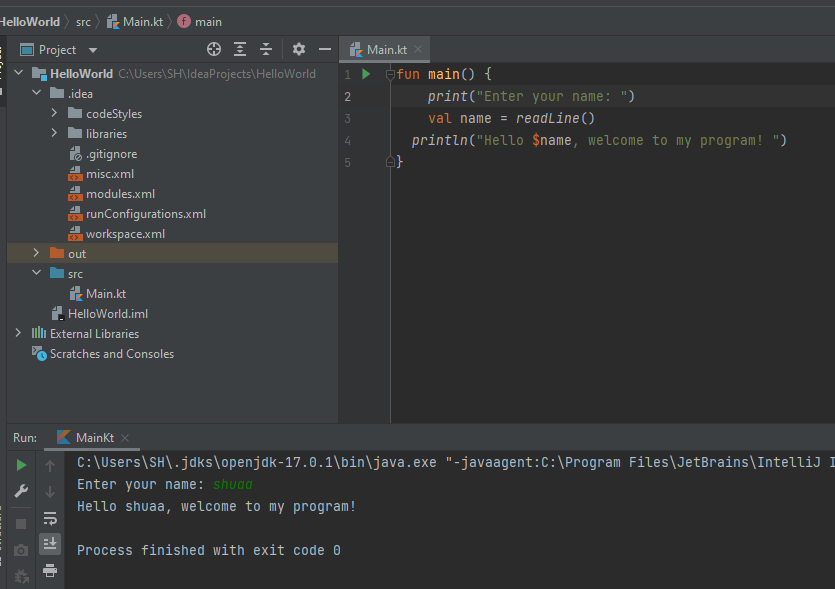 HelloWorld src Main.kt main
Project
Main.kt
HelloWorld C:\Users\SH\IdeaProjects\HelloWorld
.idea
codeStyles
libraries
.gitignore
misc.xml
modules.xml
runConfigurations.xml
workspace.xml
out
src
Main.kt
HelloWorld.iml
External Libraries
Scratches and Consoles
1 fun main() {
2 print("Enter your name: ")
3 val name = readLine()
4 println("Hello $name, welcome to my program! ")
5 }
Run: MainKt
C:\Users\SH\.jdks\openjdk-17.0.1\bin\java.exe "-javaagent:C:\Program Files\JetBrains\IntelliJ I
Enter your name: shuaa
Hello shuaa, welcome to my program!
Process finished with exit code 0